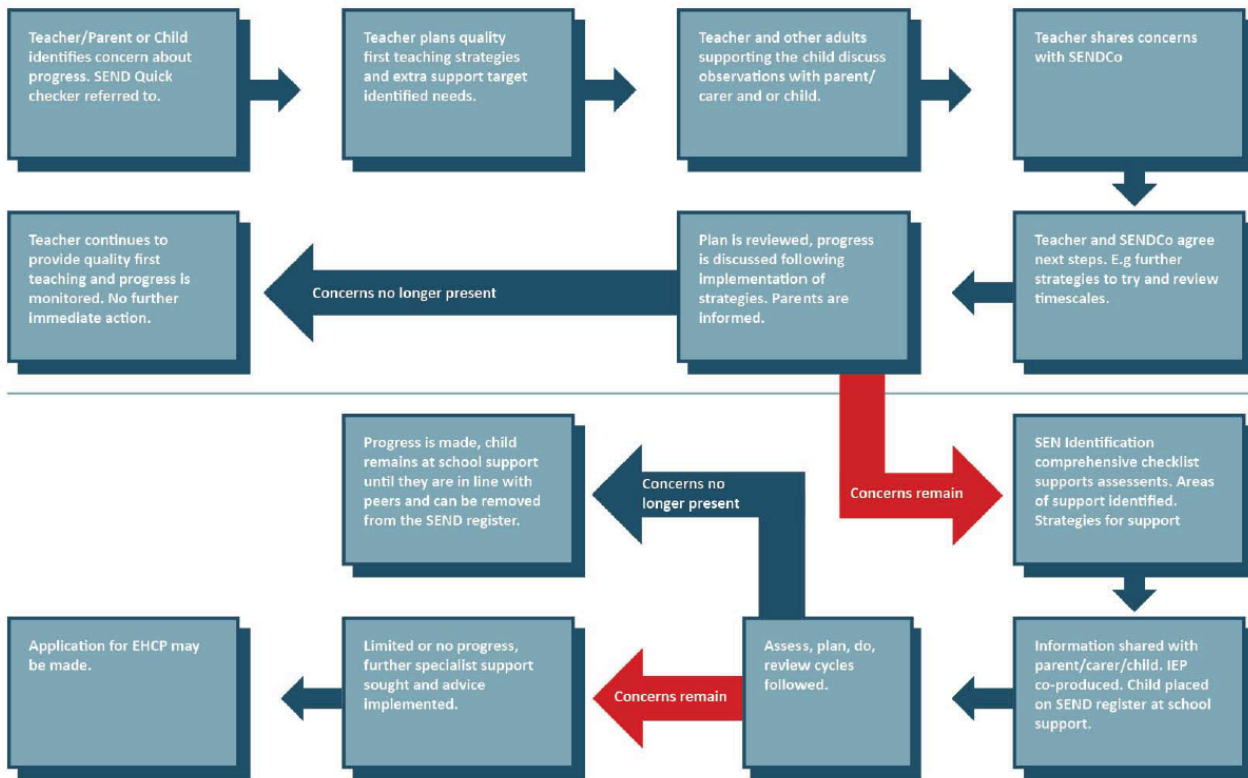 Teacher/Parent or Child
identifies concern about
progress. SEND Quick
checker referred to.
Teacher plans quality
first teaching strategies
and extra support target
identified needs.
Teacher and other adults
supporting the child discuss
observations with parent/
carer and or child.
Teacher shares concerns
with SENDCo
Teacher and SENDCo agree
next steps. E.g further
strategies to try and review
timescales.
Plan is reviewed, progress
is discussed following
implementation of
strategies. Parents are
informed.
Concerns no longer present
Teacher continues to
provide quality first
teaching and progress is
monitored. No further
immediate action.
Concerns remain
SEN Identification
comprehensive checklist
supports assessents. Areas
of support identified.
Strategies for support
Information shared with
parent/carer/child. IEP
co-produced. Child placed
on SEND register at school
support.
Assess, plan, do,
review cycles
followed.
Concerns no
longer present
Progress is made, child
remains at school support
until they are in line with
peers and can be removed
from the SEND register.
Concerns remain
Limited or no progress,
further specialist support
sought and advice
implemented.
Application for EHCP may
be made.